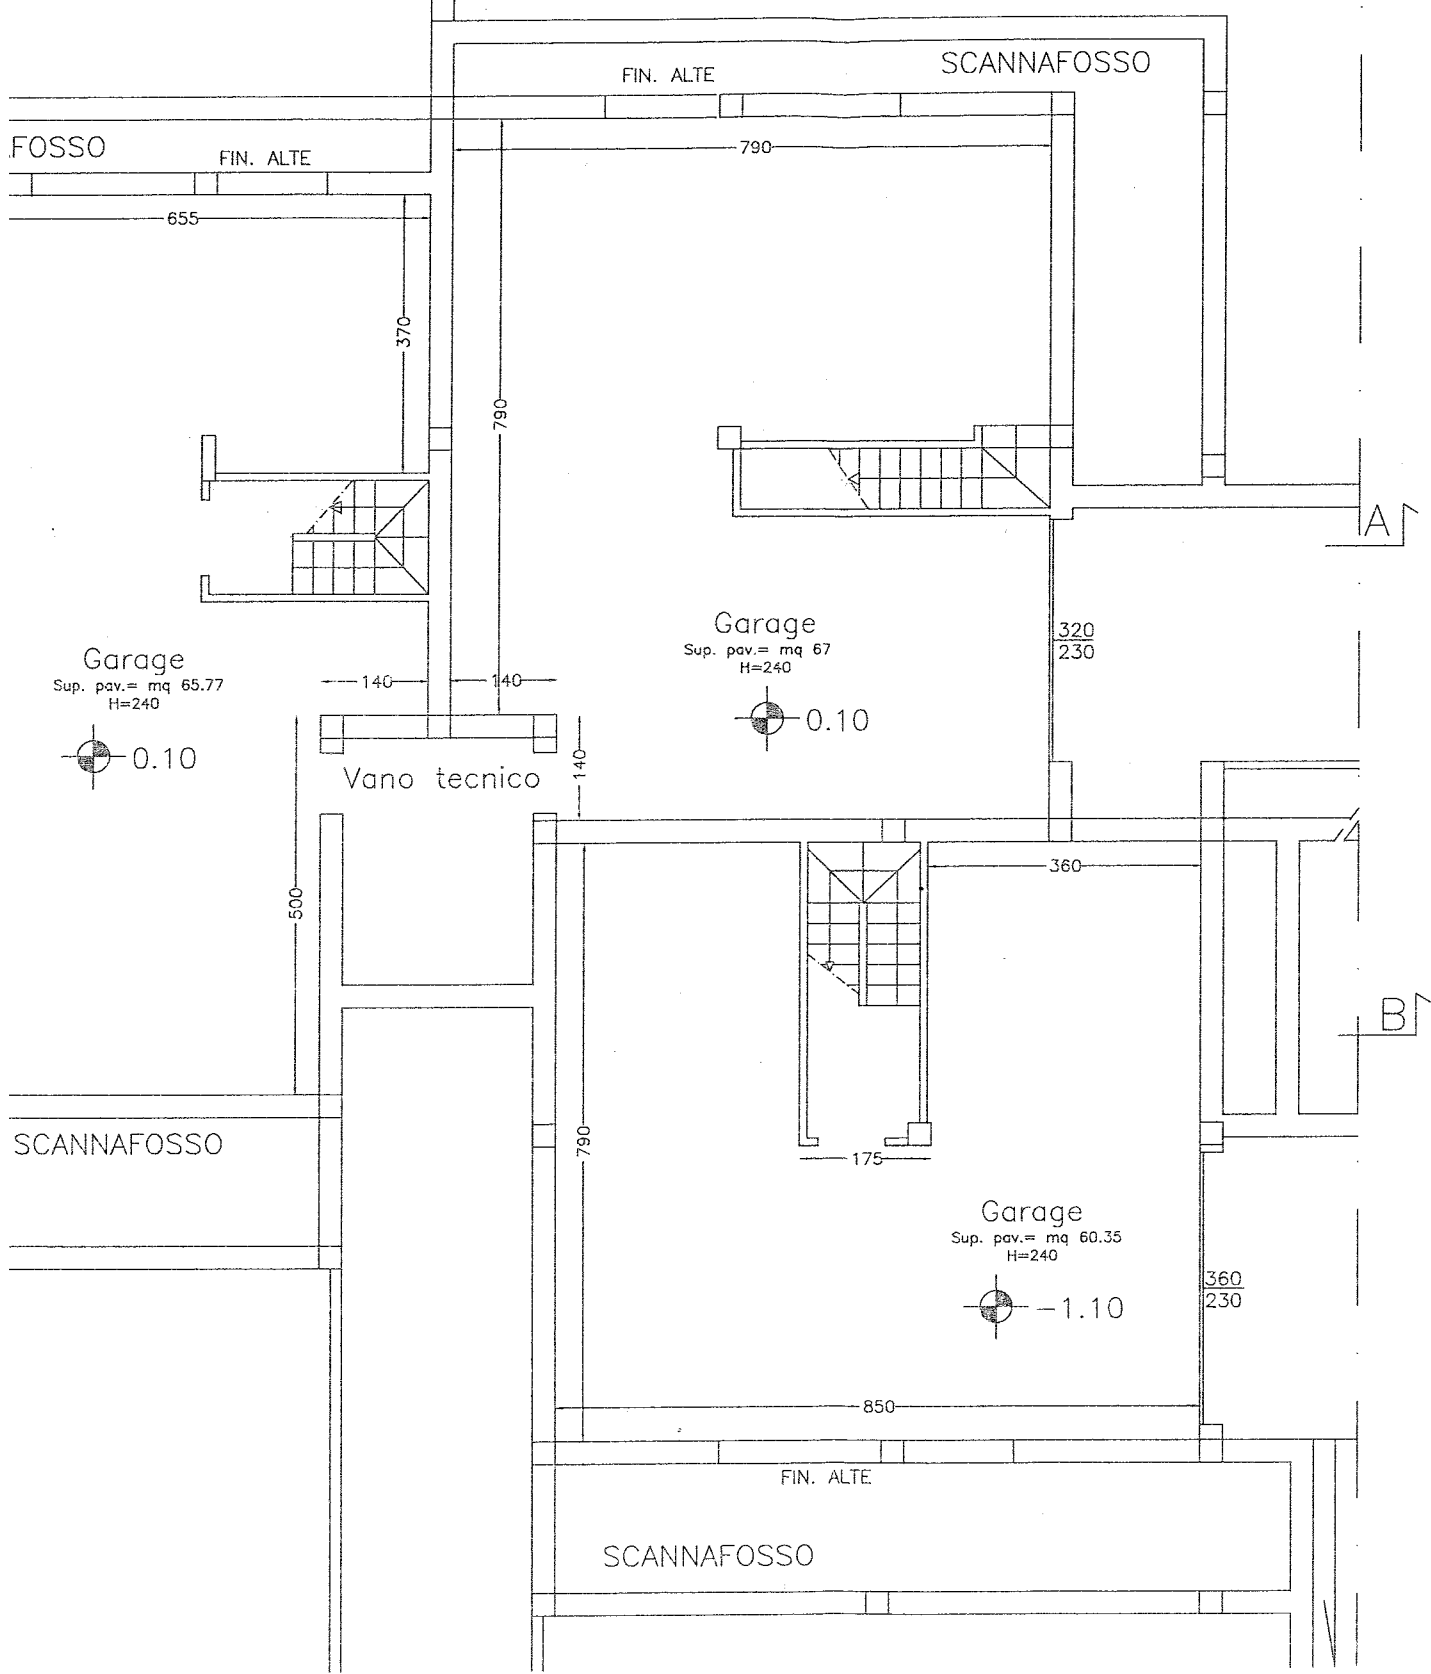 SCANNAFOSSO
FIN. ALTE
.FOSSO
FIN. ALTE
790
655
370
790
A
Garage
Sup. pav.= mq 67
H=240
320
230
Garage
Sup. pav.= mq 65.77
H=240
140
140
0.10
0.10
140
Vano tecnico
360
500
B
790
SCANNAFOSSO
175
Garage
Sup. pav.= mq 60.35
H=240
360
230
-1.10
850
FIN. ALTE
SCANNAFOSSO